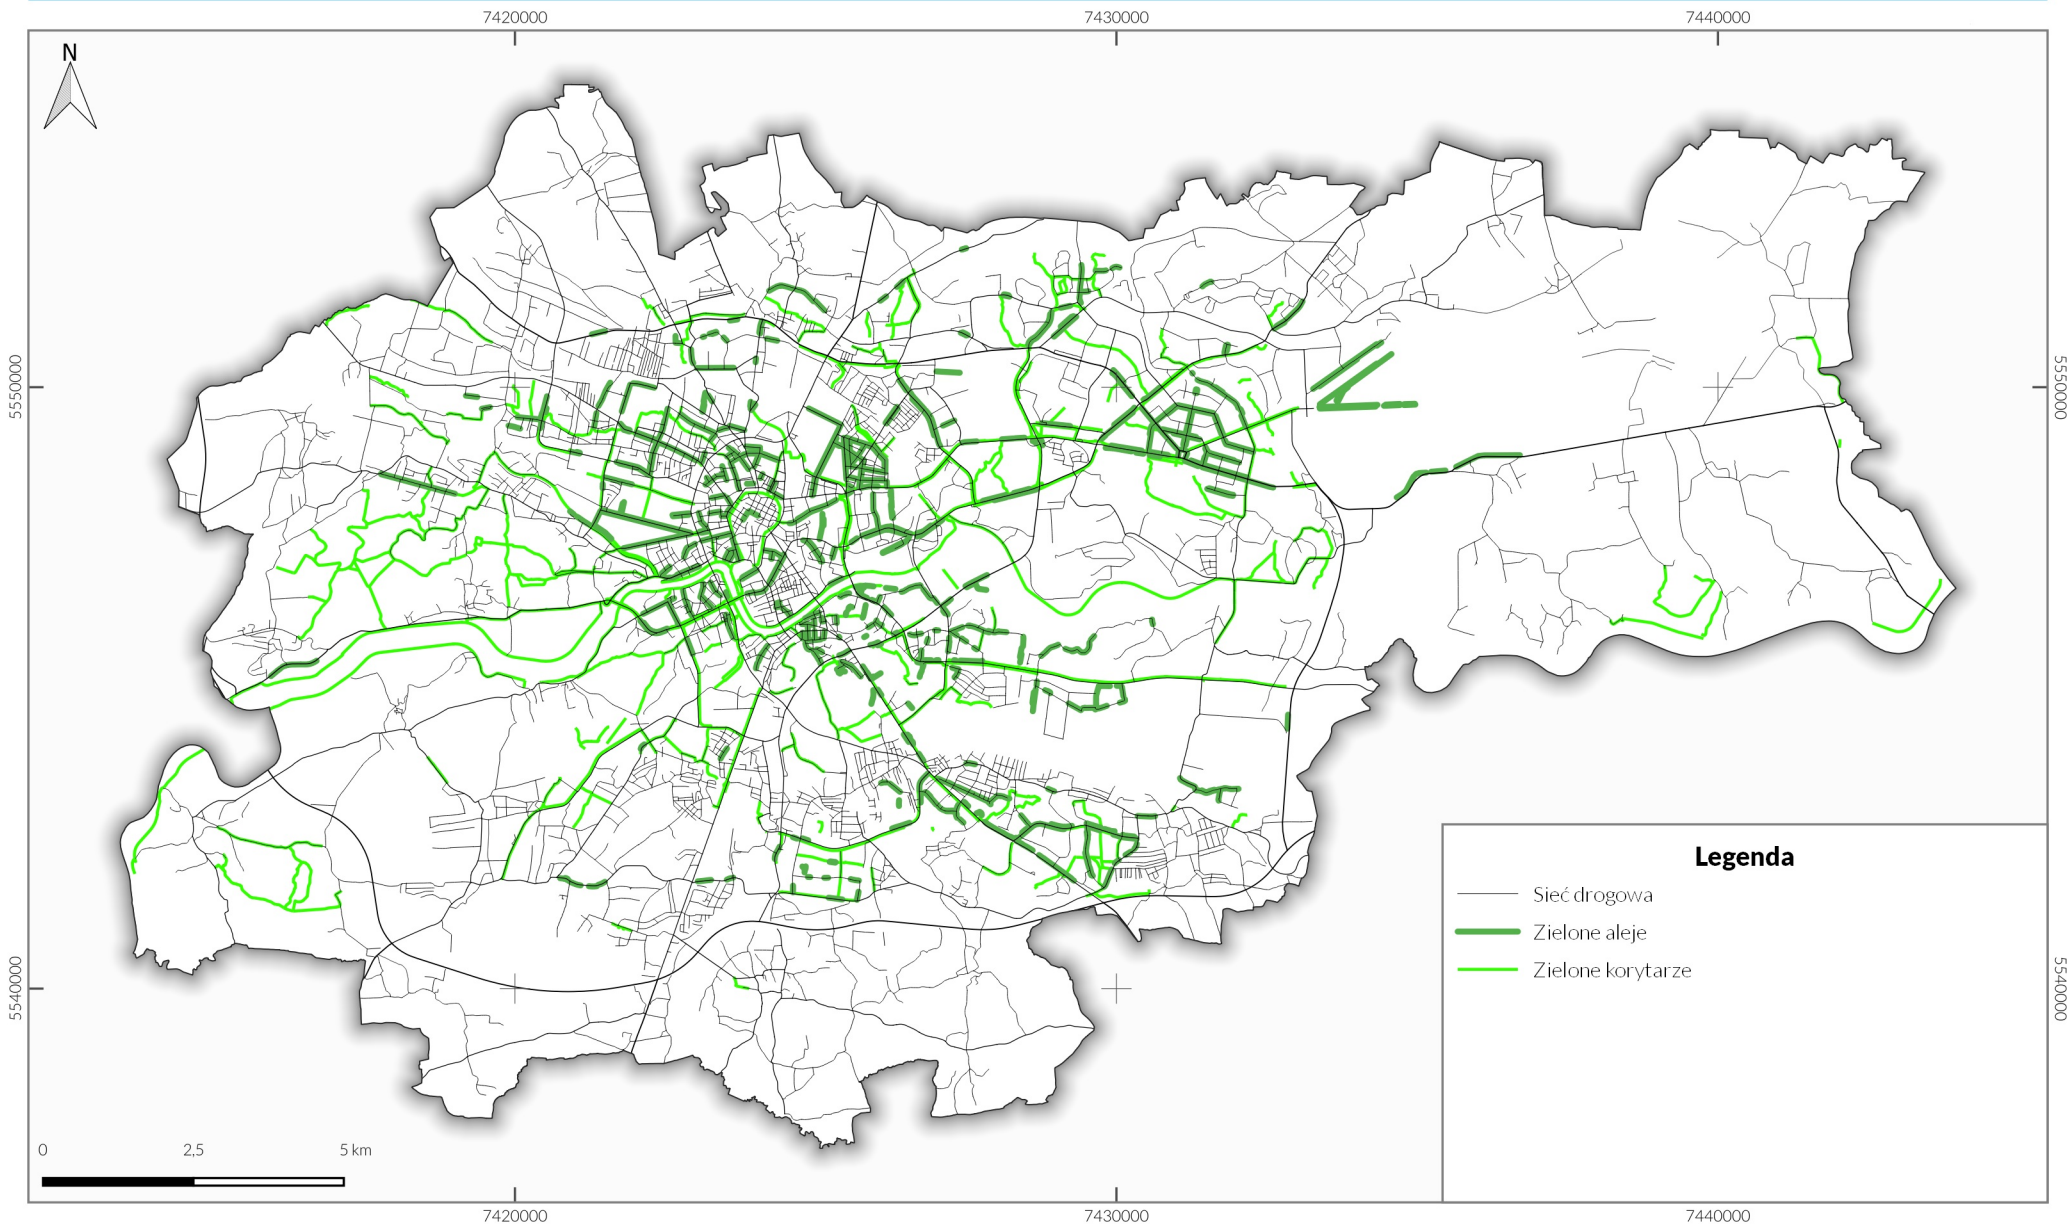 7420000 7430000 7440000
N
5550000 5550000
Legenda
Sieć drogowa
Zielone aleje
Zielone korytarze
5540000 5540000
0 2,5 5 km
7420000 7430000 7440000